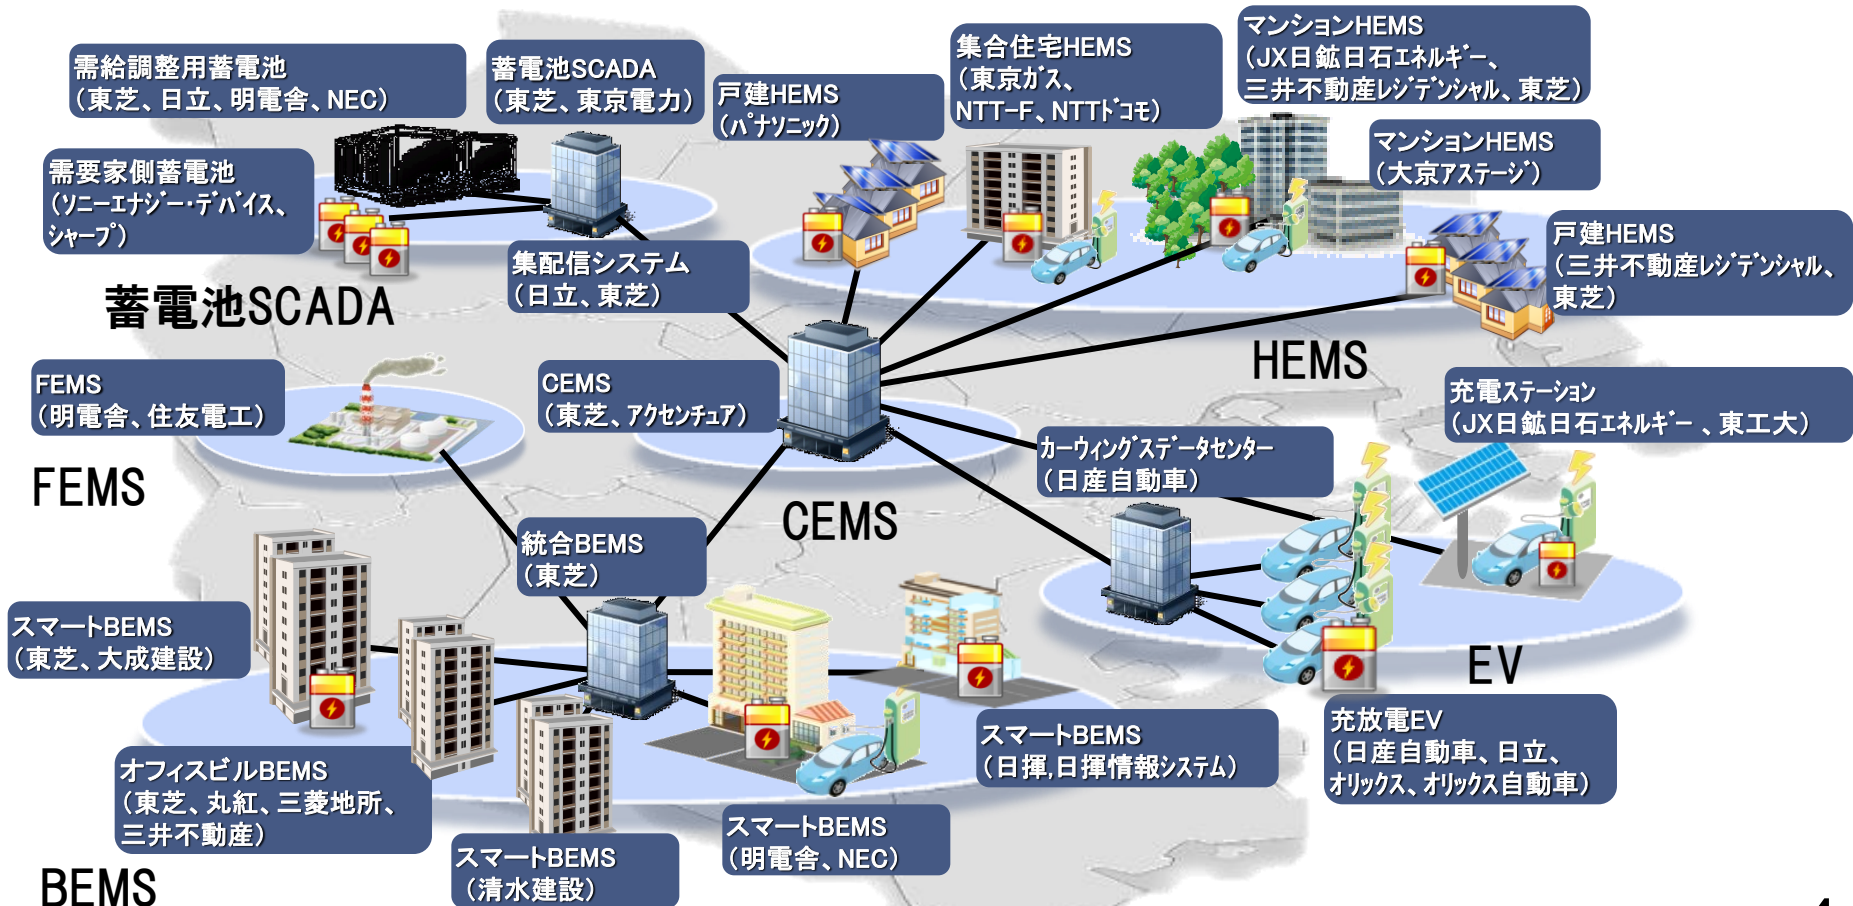 需給調整用蓄電池
（東芝、日立、明電舎、NEC）
蓄電池SCADA
（東芝、東京電力）
戸建HEMS
（ﾊﾟﾅｿﾆｯｸ）
集合住宅HEMS
（東京ｶﾞｽ、
NTT-F、NTTﾄﾞｺﾓ）
マンションHEMS
（JX日鉱日石ｴﾈﾙｷﾞｰ、
三井不動産ﾚｼﾞﾃﾞﾝｼｬﾙ、東芝）
マンションHEMS
（大京ｱｽﾃｰｼﾞ）
需要家側蓄電池
（ｿﾆｰｴﾅｼﾞｰ･ﾃﾞﾊﾞｲｽ、
ｼｬｰﾌﾟ）
集配信システム
（日立、東芝）
戸建HEMS
（三井不動産ﾚｼﾞﾃﾞﾝｼｬﾙ、
東芝）
蓄電池SCADA
HEMS
FEMS
（明電舎、住友電工）
CEMS
（東芝、ｱｸｾﾝﾁｭｱ）
充電ｽﾃｰｼｮﾝ
（JX日鉱日石ｴﾈﾙｷﾞｰ 、東工大）
ｶｰｳｨﾝｸﾞｽﾃﾞｰﾀｾﾝﾀｰ
（日産自動車）
FEMS
CEMS
統合BEMS
（東芝）
スマートBEMS
（東芝、大成建設）
EV
スマートBEMS
（日揮,日揮情報ｼｽﾃﾑ）
充放電EV
（日産自動車、日立、
ｵﾘｯｸｽ、ｵﾘｯｸｽ自動車）
オフィスビルBEMS
（東芝、丸紅、三菱地所、
三井不動産）
スマートBEMS
（明電舎、NEC）
スマートBEMS
（清水建設）
BEMS